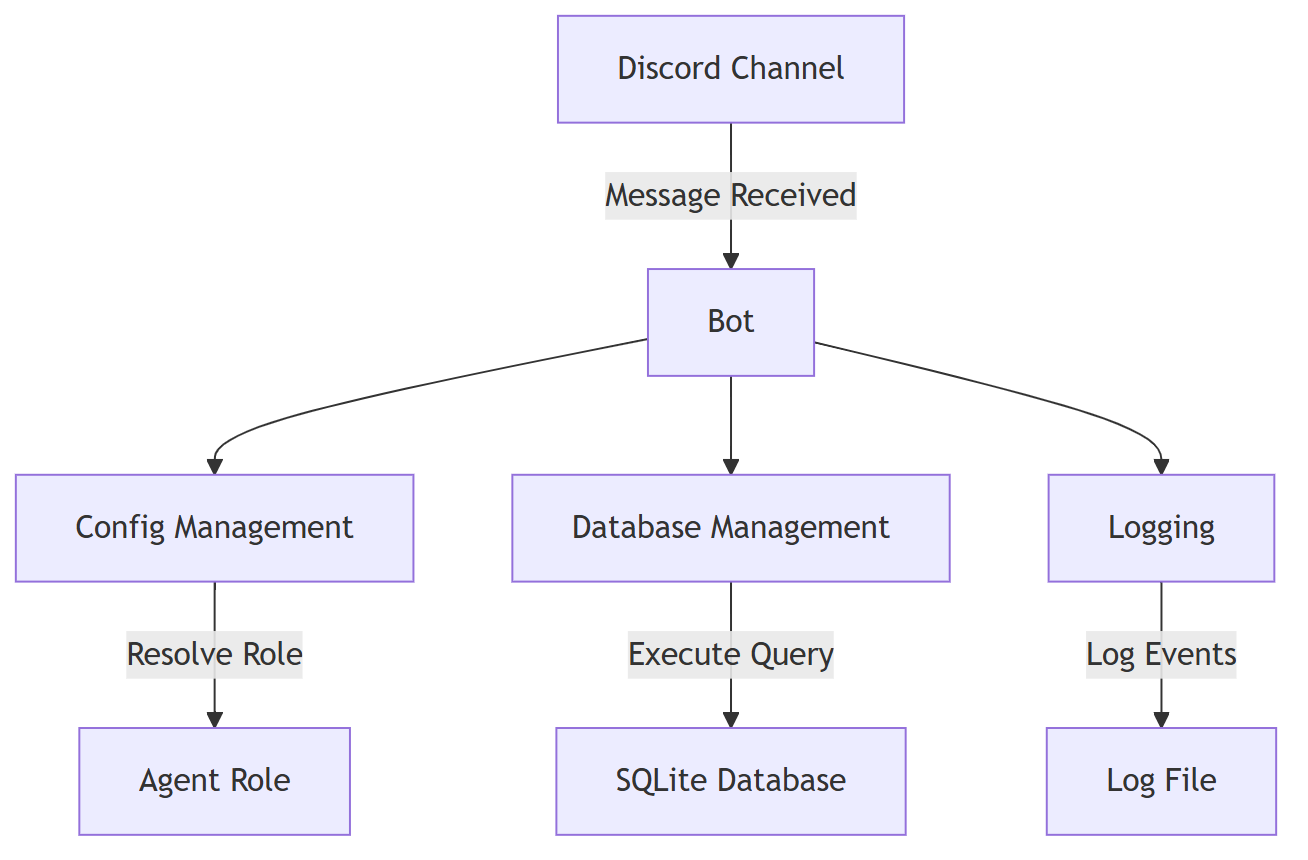 Discord Channel
Message Received
Bot
Config Management
Database Management
Logging
Resolve Role
Execute Query
Log Events
Agent Role
SQLite Database
Log File